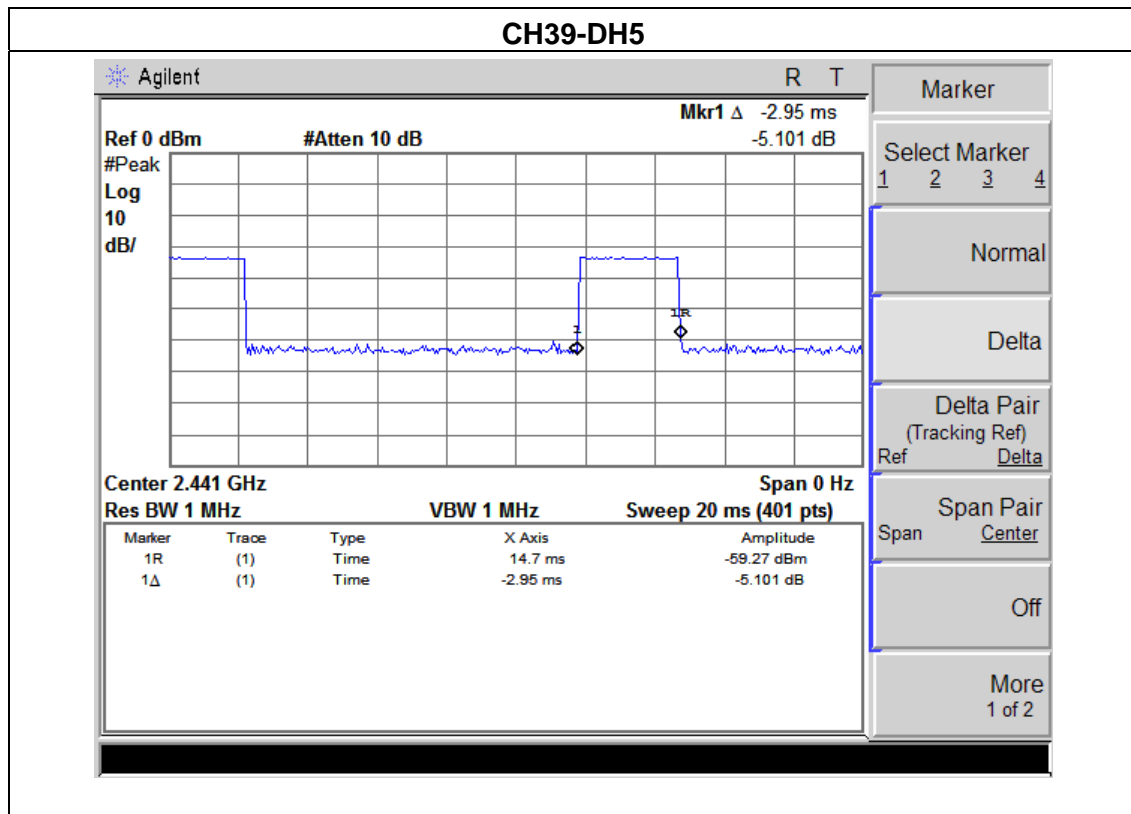 CH39-DH5
Agilent R T
Mkr1 Δ -2.95 ms
Ref 0 dBm #Atten 10 dB -5.101 dB
#Peak
Log
10
dB/
1R
1
Center 2.441 GHz Span 0 Hz
Res BW 1 MHz VBW 1 MHz Sweep 20 ms (401 pts)
Marker Trace Type X Axis Amplitude
1R (1) Time 14.7 ms -59.27 dBm
1Δ (1) Time -2.95 ms -5.101 dB
Marker
Select Marker
1 2 3 4
Normal
Delta
Delta Pair
(Tracking Ref)
Ref Delta
Span Pair
Span Center
Off
More
1 of 2